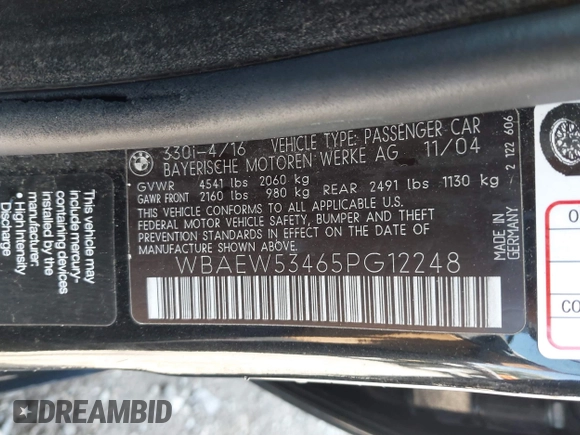 330i-4/16 VEHICLE TYPE: PASSENGER CAR
BAYERISCHE MOTOREN WERKE AG 11/04
GVWR 4541 lbs 2060 kg
GAWR FRONT 2160 lbs 980 kg REAR 2491 lbs 1130 kg
THIS VEHICLE CONFORMS TO ALL APPLICABLE U.S.
FEDERAL MOTOR VEHICLE SAFETY, BUMPER AND THEFT
PREVENTION STANDARDS IN EFFECT ON THE DATE OF
MANUFACTURE SHOWN ABOVE.
WBAEW53465PG12248
MADE IN
GERMANY
2 122 606
This vehicle
may
containing devices
installed by the
manufacturer.
• High Intensity
Discharge
DREAMBID